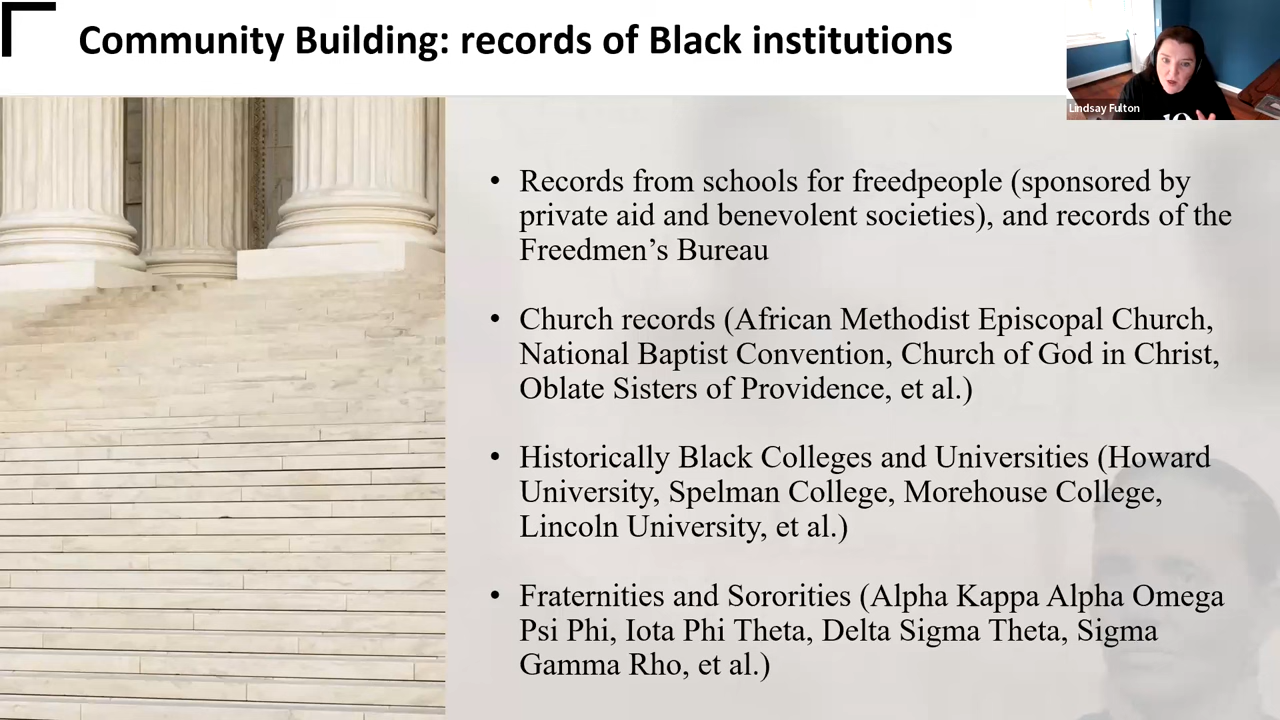 Community Building: records of Black institutions
Lindsay Fulton
• Records from schools for freedpeople (sponsored by
private aid and benevolent societies), and records of the
Freedmen’s Bureau
• Church records (African Methodist Episcopal Church,
National Baptist Convention, Church of God in Christ,
Oblate Sisters of Providence, et al.)
• Historically Black Colleges and Universities (Howard
University, Spelman College, Morehouse College,
Lincoln University, et al.)
• Fraternities and Sororities (Alpha Kappa Alpha Omega
Psi Phi, Iota Phi Theta, Delta Sigma Theta, Sigma
Gamma Rho, et al.)